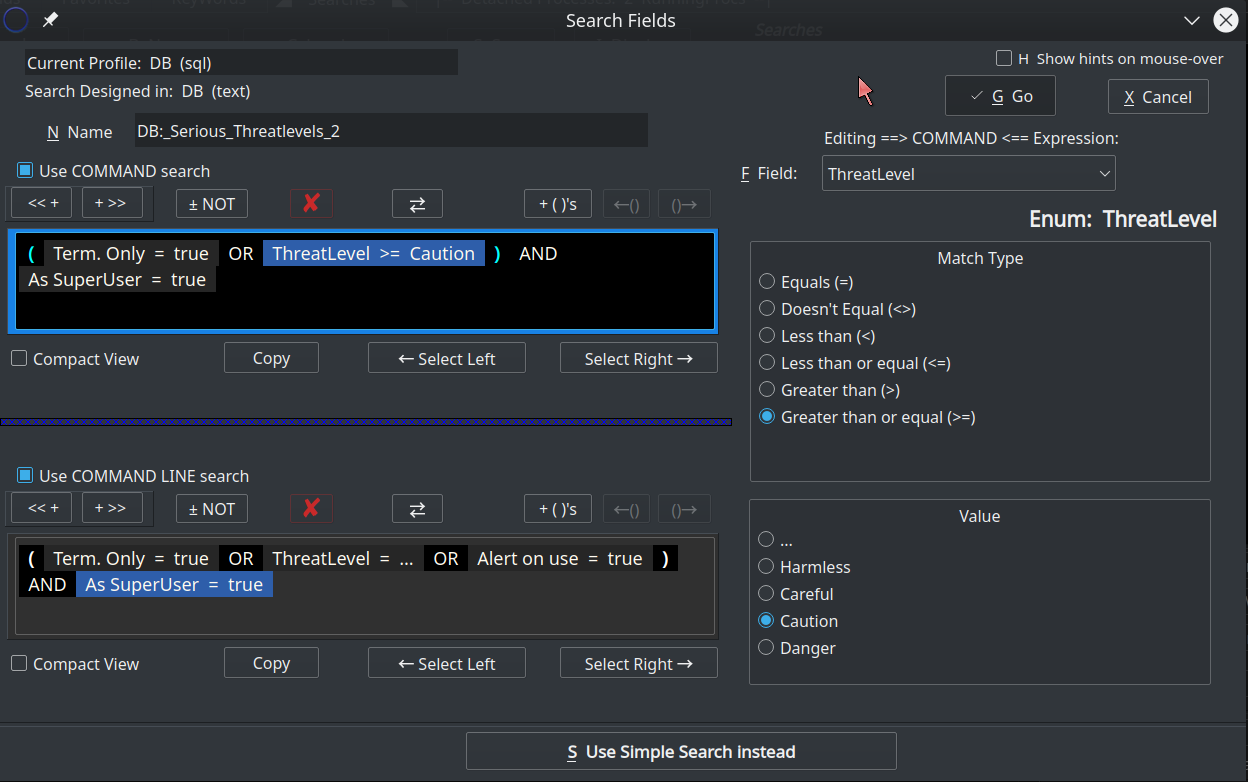 Search Fields
Searches
Current Profile: DB (sql)
H Show hints on mouse-over
Search Designed in: DB (text)
G Go
X Cancel
N Name DB:_Serious_Threatlevels_2
Editing ==> COMMAND <== Expression:
Use COMMAND search
F Field: ThreatLevel
<< + + >> ± NOT ✘ ⇄ + ( )'s ←() ()→
Enum: ThreatLevel
( Term. Only = true OR ThreatLevel >= Caution ) AND
As SuperUser = true
Match Type
Equals (=)
Doesn't Equal (<>)
Less than (<)
Less than or equal (<=)
Greater than (>)
Greater than or equal (>=)
Compact View Copy ← Select Left Select Right →
Use COMMAND LINE search
<< + + >> ± NOT ✘ ⇄ + ( )'s ←() ()→
( Term. Only = true OR ThreatLevel = ... OR Alert on use = true )
AND As SuperUser = true
Value
...
Harmless
Careful
Caution
Danger
Compact View Copy ← Select Left Select Right →
S Use Simple Search instead